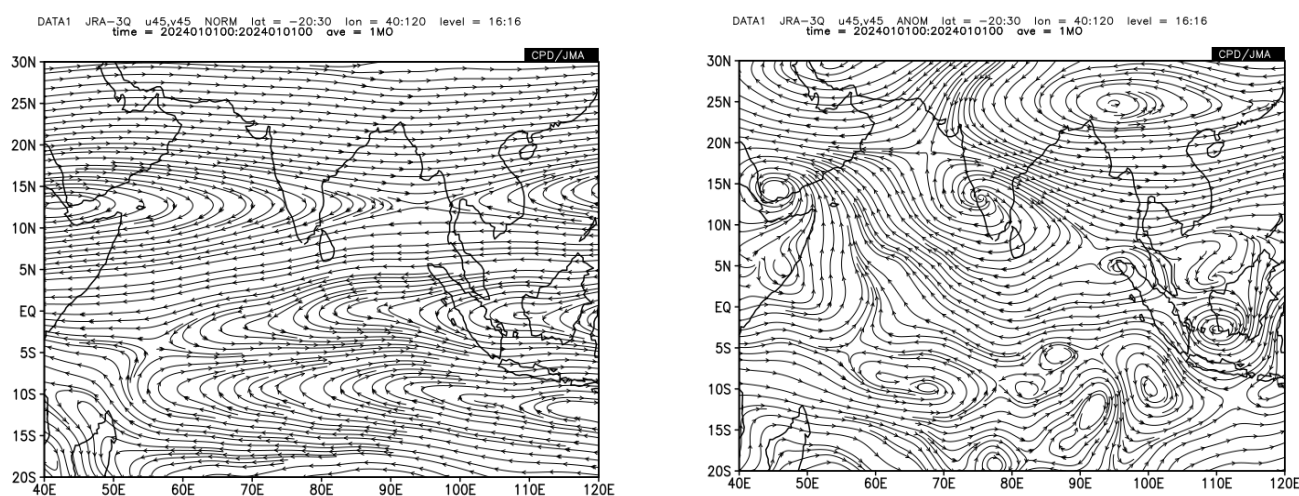 DATA1 JRA-3Q u45,v45 NORM lat = -20:30 lon = 40:120 level = 16:16
time = 2024010100:2024010100 ave = 1MO
CPD/JMA
30N
25N
20N
15N
10N
5N
EQ
5S
10S
15S
20S
40E 50E 60E 70E 80E 90E 100E 110E 120E
DATA1 JRA-3Q u45,v45 ANOM lat = -20:30 lon = 40:120 level = 16:16
time = 2024010100:2024010100 ave = 1MO
CPD/JMA
30N
25N
20N
15N
10N
5N
EQ
5S
10S
15S
20S
40E 50E 60E 70E 80E 90E 100E 110E 120E